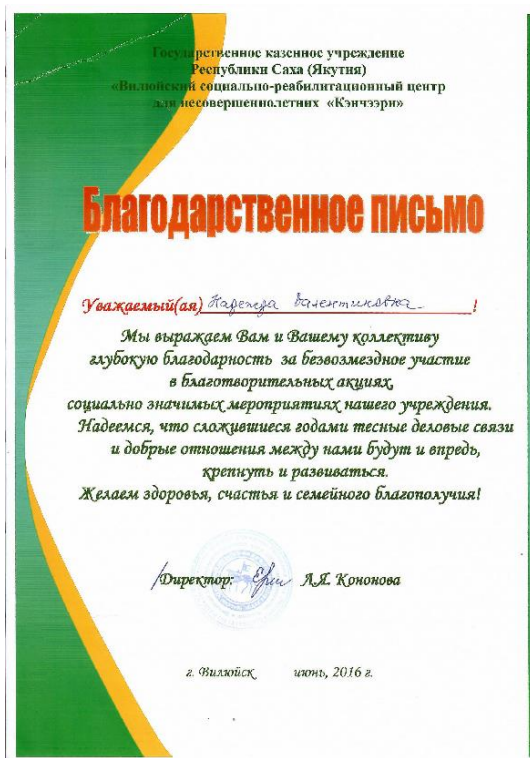 Государственное казенное учреждение
Республики Саха (Якутия)
«Вилюйский социально-реабилитационный центр
для несовершеннолетних «Кэнчээри»
Благодарственное письмо
Уважаемый(ая) Надежда Валентиновна !
Мы выражаем Вам и Вашему коллективу
глубокую благодарность за безвозмездное участие
в благотворительных акциях,
социально значимых мероприятиях нашего учреждения.
Надеемся, что сложившиеся годами тесные деловые связи
и добрые отношения между нами будут и впредь,
крепнуть и развиваться.
Желаем здоровья, счастья и семейного благополучия!
Директор: Л.Я. Кононова
г. Вилюйск июнь, 2016 г.